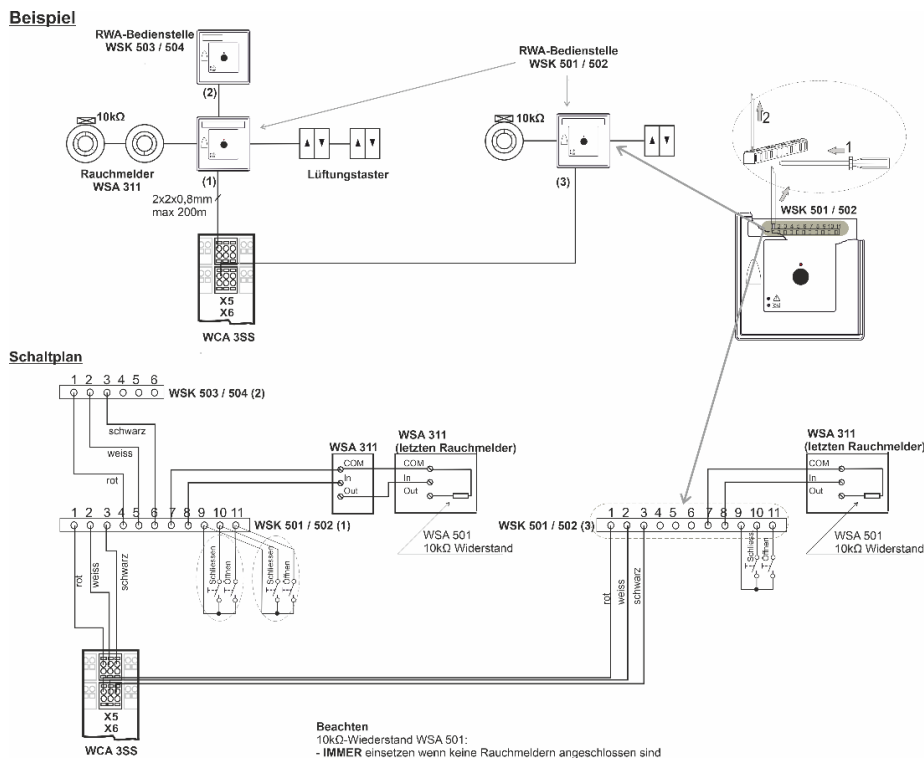 Beispiel
RWA-Bedienstelle
WSK 503 / 504
(2)
RWA-Bedienstelle
WSK 501 / 502
10kΩ
10kΩ
2
1
Rauchmelder
WSA 311
(1)
Lüftungstaster
(3)
WSK 501 / 502
2x2x0,8mm
max 200m
X5
X6
WCA 3SS
Schaltplan
1 2 3 4 5 6
WSK 503 / 504 (2)
schwarz
weiss
rot
WSA 311
COM
In
Out
WSA 311
(letzten Rauchmelder)
COM
In
Out
WSA 311
(letzten Rauchmelder)
COM
In
Out
1 2 3 4 5 6 7 8 9 10 11
WSK 501 / 502 (1)
WSA 501
10kΩ Widerstand
WSK 501 / 502 (3)
1 2 3 4 5 6 7 8 9 10 11
WSA 501
10kΩ Widerstand
rot
weiss
schwarz
Schliessen
Öffnen
Schliessen
Öffnen
rot
weiss
schwarz
Schliess.
Öffnen
X5
X6
WCA 3SS
Beachten
10kΩ-Wiederstand WSA 501:
- IMMER einsetzen wenn keine Rauchmeldern angeschlossen sind